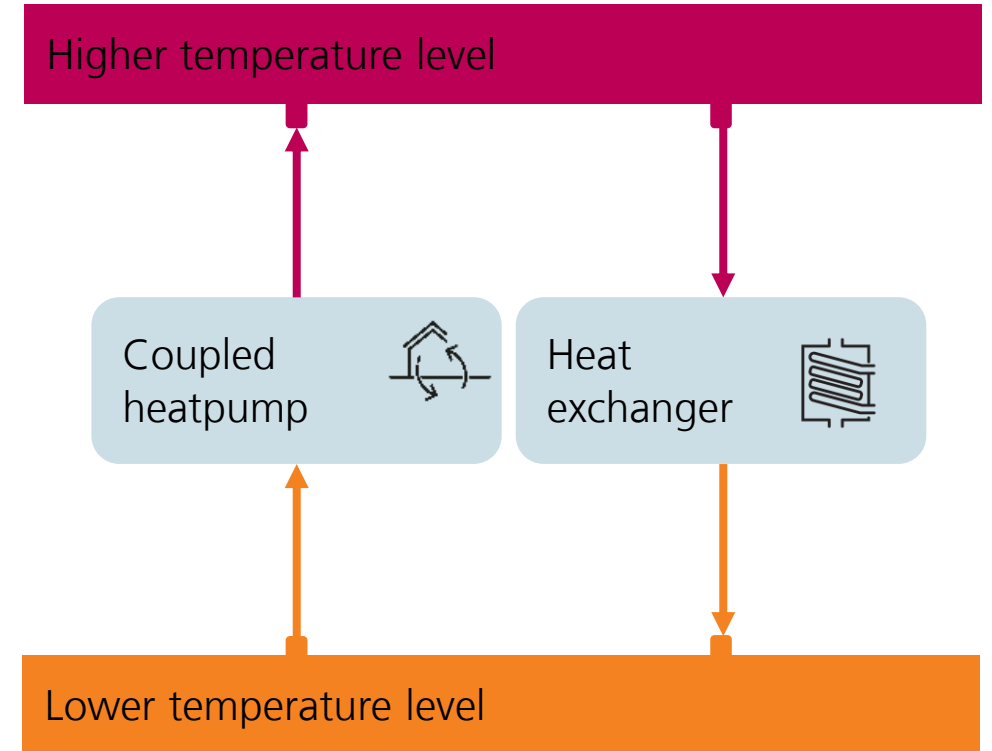 Higher temperature level
Coupled
heatpump
Heat
exchanger
Lower temperature level